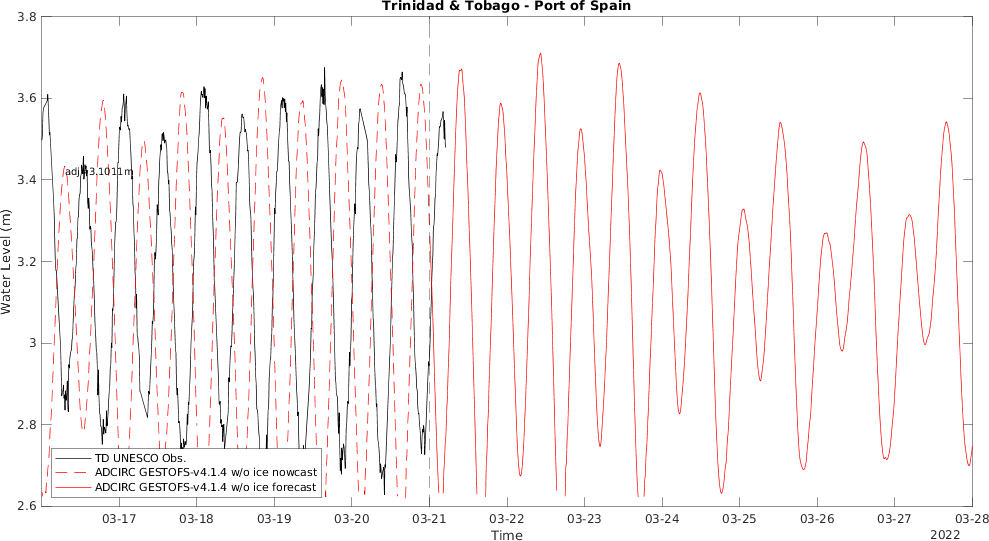 Trinidad & Tobago - Port of Spain
3.8
3.6
3.4
3.2
3
2.8
2.6
Water Level (m)
TD UNESCO Obs.
ADCIRC GESTOFS-v4.1.4 w/o ice nowcast
ADCIRC GESTOFS-v4.1.4 w/o ice forecast
03-17 03-18 03-19 03-20 03-21 03-22 03-23 03-24 03-25 03-26 03-27 03-28
Time
2022